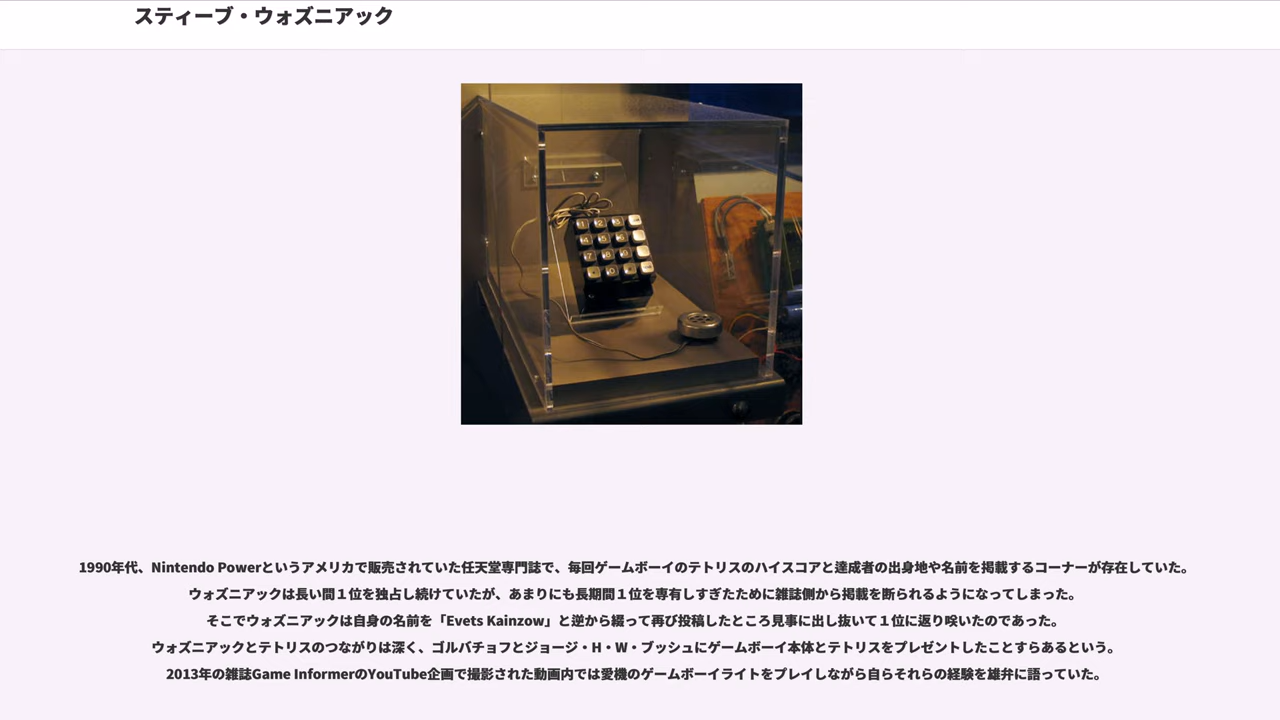 スティーブ・ウォズニアック
1990年代、Nintendo Powerというアメリカで販売されていた任天堂専門誌で、毎回ゲームボーイのテトリスのハイスコアと達成者の出身地や名前を掲載するコーナーが存在していた。
ウォズニアックは長い間１位を独占し続けていたが、あまりにも長期間１位を専有しすぎたために雑誌側から掲載を断られるようになってしまった。
そこでウォズニアックは自身の名前を「Evets Kainzow」と逆から綴って再び投稿したところ見事に出し抜いて１位に返り咲いたのであった。
ウォズニアックとテトリスのつながりは深く、ゴルバチョフとジョージ・H・W・ブッシュにゲームボーイ本体とテトリスをプレゼントしたことすらあるという。
2013年の雑誌Game InformerのYouTube企画で撮影された動画内では愛機のゲームボーイライトをプレイしながら自らそれらの経験を雄弁に語っていた。